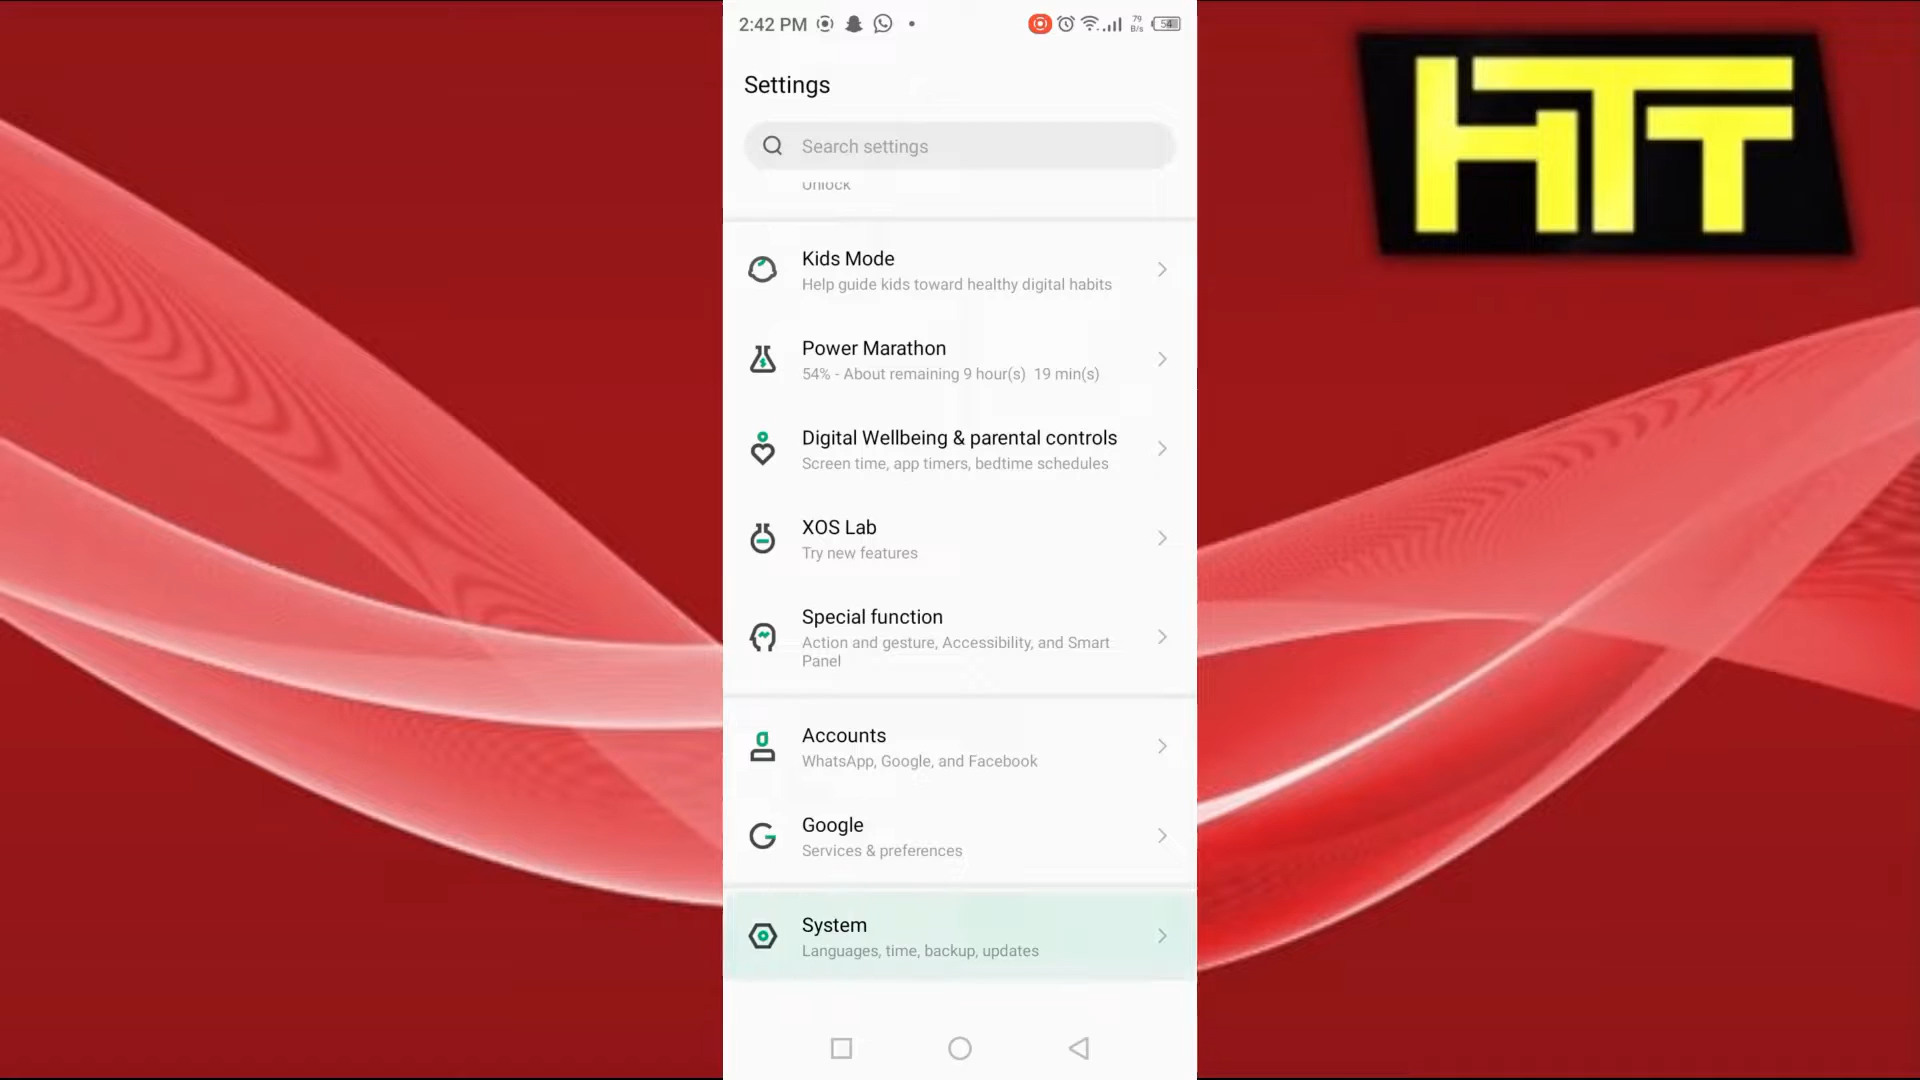 2:42 PM
79
B/s
54
HTT
Settings
Search settings
Unlock
Kids Mode
Help guide kids toward healthy digital habits
Power Marathon
54% - About remaining 9 hour(s) 19 min(s)
Digital Wellbeing & parental controls
Screen time, app timers, bedtime schedules
XOS Lab
Try new features
Special function
Action and gesture, Accessibility, and Smart
Panel
Accounts
WhatsApp, Google, and Facebook
Google
Services & preferences
System
Languages, time, backup, updates